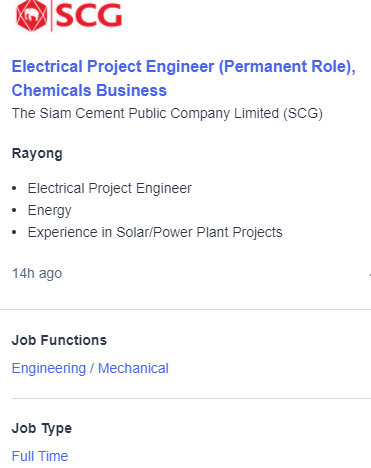 SCG
Electrical Project Engineer (Permanent Role),
Chemicals Business
The Siam Cement Public Company Limited (SCG)
Rayong
• Electrical Project Engineer
• Energy
• Experience in Solar/Power Plant Projects
14h ago
Job Functions
Engineering / Mechanical
Job Type
Full Time